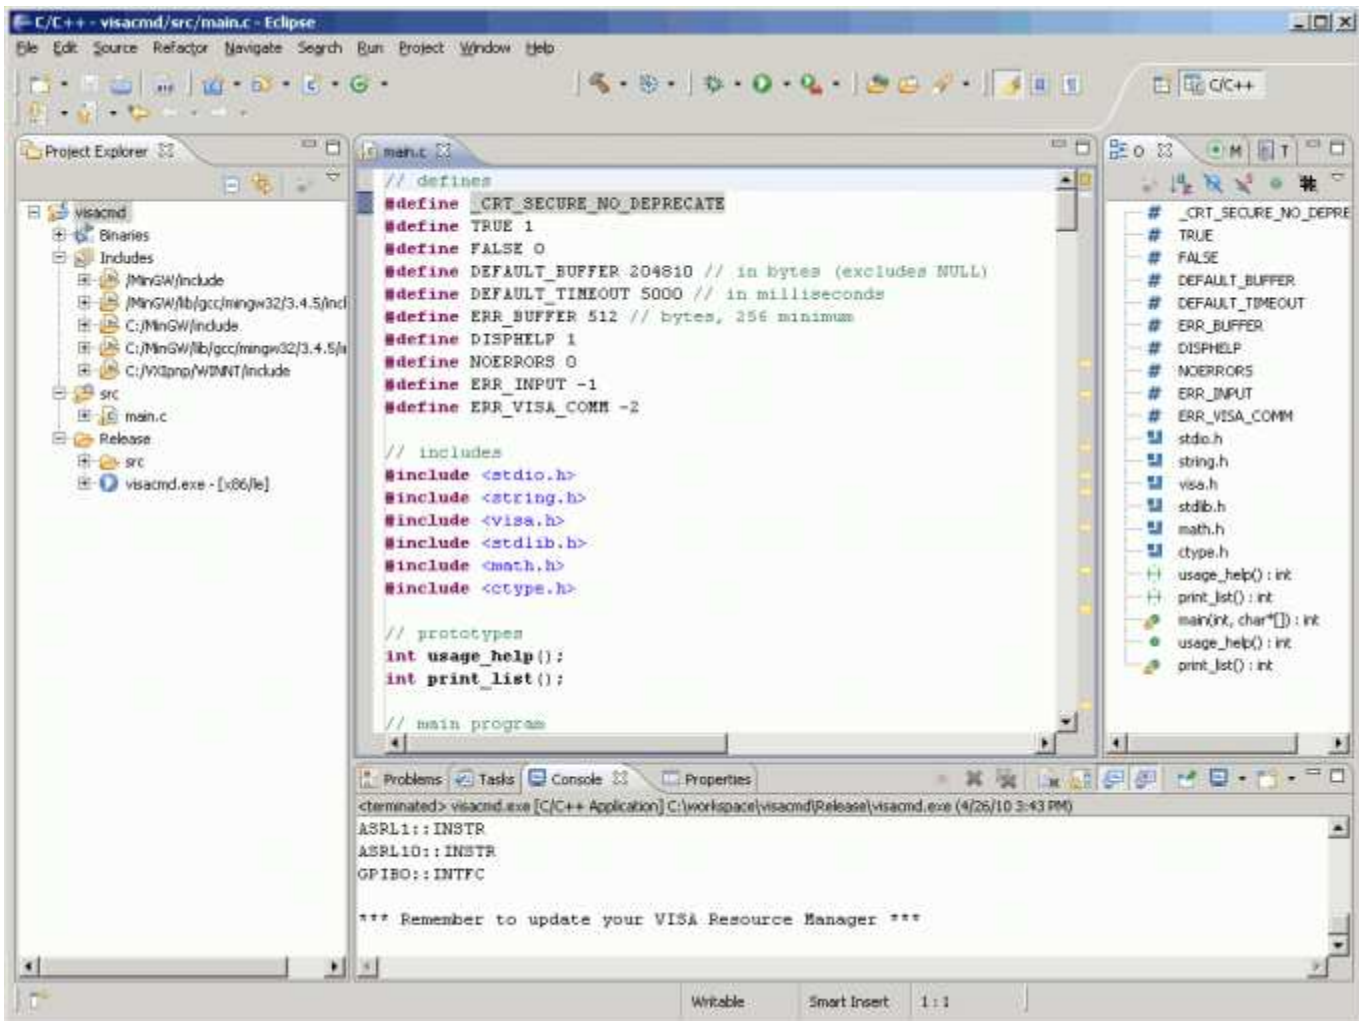 C/C++ - visacmd/src/main.c - Eclipse
File Edit Source Refactor Navigate Search Run Project Window Help
C/C++
Project Explorer
visacmd
Binaries
Includes
/MinGW/include
/MinGW/lib/gcc/mingw32/3.4.5/incl
C:/MinGW/include
C:/MinGW/lib/gcc/mingw32/3.4.5/in
C:/VXIpnp/WINNT/include
src
main.c
Release
src
visacmd.exe - [x86/le]
main.c
// defines
#define _CRT_SECURE_NO_DEPRECATE
#define TRUE 1
#define FALSE 0
#define DEFAULT_BUFFER 204810 // in bytes (excludes NULL)
#define DEFAULT_TIMEOUT 5000 // in milliseconds
#define ERR_BUFFER 512 // bytes, 256 minimum
#define DISPHELP 1
#define NOERRORS 0
#define ERR_INPUT -1
#define ERR_VISA_COMM -2
// includes
#include <stdio.h>
#include <string.h>
#include <visa.h>
#include <stdlib.h>
#include <math.h>
#include <ctype.h>
// prototypes
int usage_help();
int print_list();
// main program
O M T
# _CRT_SECURE_NO_DEPRE
# TRUE
# FALSE
# DEFAULT_BUFFER
# DEFAULT_TIMEOUT
# ERR_BUFFER
# DISPHELP
# NOERRORS
# ERR_INPUT
# ERR_VISA_COMM
stdio.h
string.h
visa.h
stdlib.h
math.h
ctype.h
usage_help() : int
print_list() : int
main(int, char*[]) : int
usage_help() : int
print_list() : int
Problems Tasks Console Properties
<terminated> visacmd.exe [C/C++ Application] C:\workspace\visacmd\Release\visacmd.exe (4/26/10 3:43 PM)
ASRL1::INSTR
ASRL10::INSTR
GPIB0::INTFC
*** Remember to update your VISA Resource Manager ***
Writable Smart Insert 1 : 1